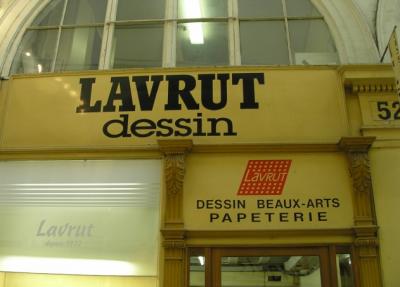 LAVRUT
dessin
52
Lavrut
DESSIN BEAUX-ARTS
PAPETERIE
Lavrut